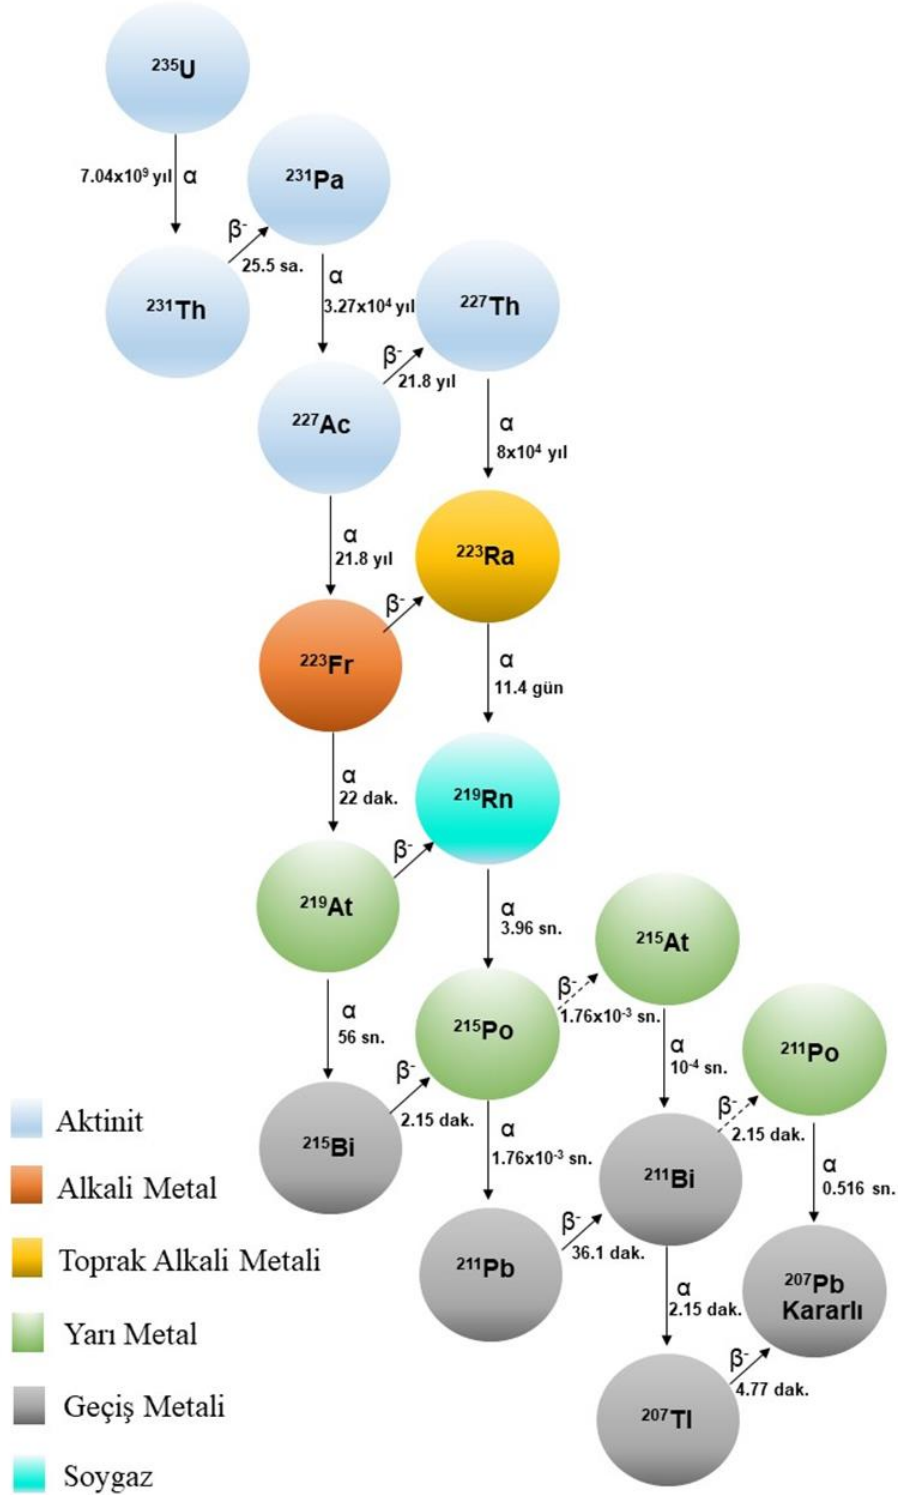 ²³⁵U
7.04x10⁹ yıl α
²³¹Pa
β⁻
25.5 sa.
²³¹Th
α
3.27x10⁴ yıl
²²⁷Th
β⁻
21.8 yıl
²²⁷Ac
α
8x10⁴ yıl
α
21.8 yıl
²²³Ra
β⁻
²²³Fr
α
11.4 gün
α
22 dak.
²¹⁹Rn
β⁻
²¹⁹At
α
3.96 sn.
²¹⁵At
β⁻
1.76x10⁻³ sn.
α
56 sn.
²¹⁵Po
α
10⁻⁴ sn.
²¹¹Po
β⁻
2.15 dak.
²¹⁵Bi
β⁻
2.15 dak.
α
1.76x10⁻³ sn.
²¹¹Bi
α
0.516 sn.
β⁻
36.1 dak.
²¹¹Pb
α
2.15 dak.
²⁰⁷Pb
Kararlı
β⁻
4.77 dak.
²⁰⁷Tl
Aktinit
Alkali Metal
Toprak Alkali Metali
Yarı Metal
Geçiş Metali
Soygaz